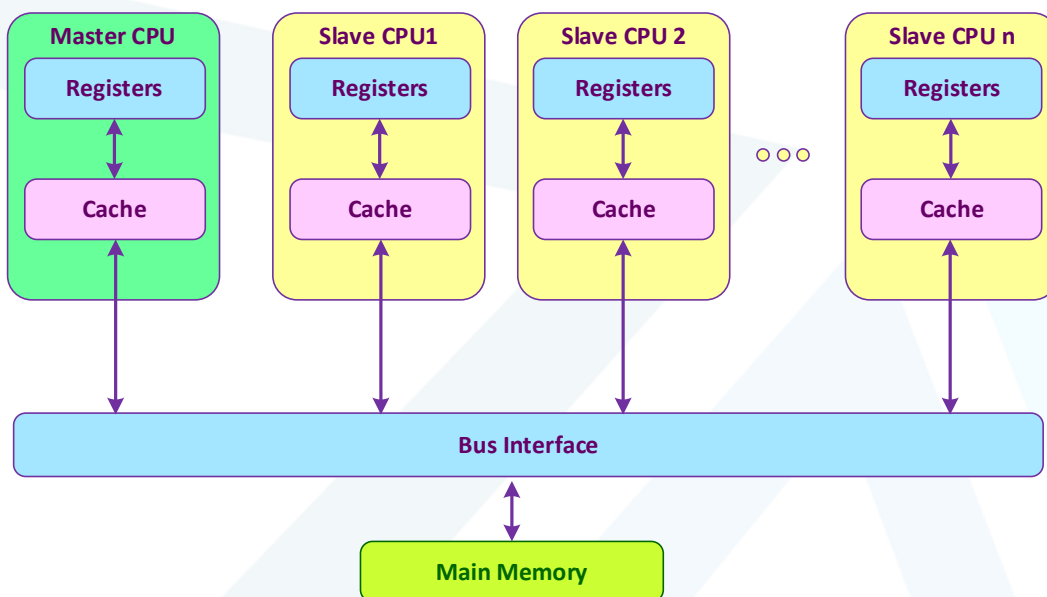 Master CPU
Slave CPU1
Slave CPU 2
Slave CPU n
Registers
Registers
Registers
Registers
Cache
Cache
Cache
Cache
Bus Interface
Main Memory